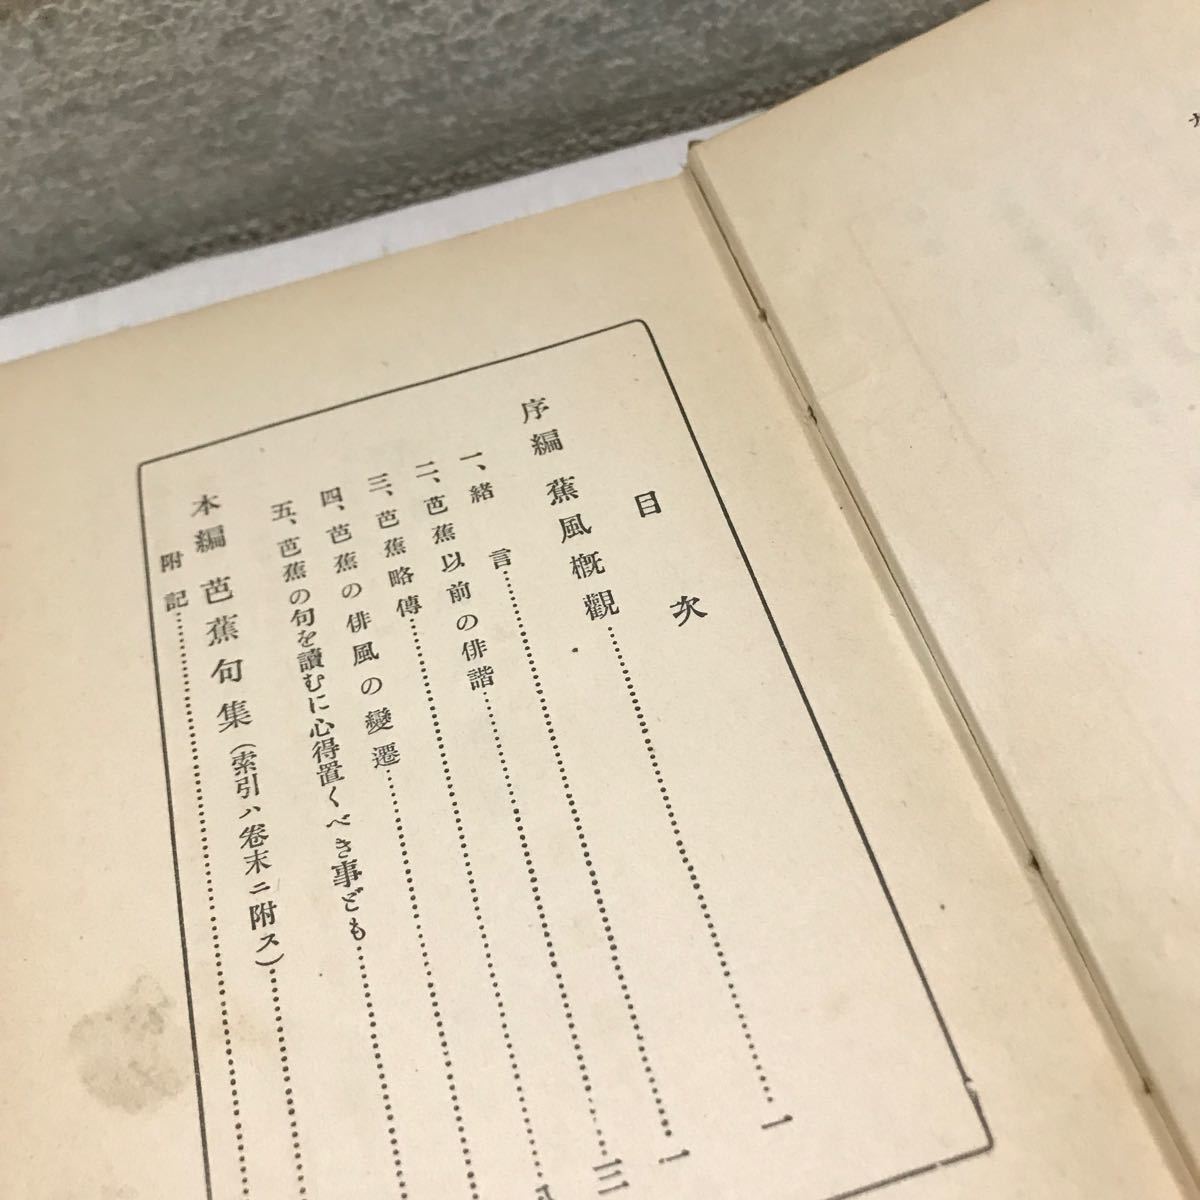 目次
序編 蕉風概觀……一
一、緒言……一
二、芭蕉以前の俳諧……三
三、芭蕉略傳……
四、芭蕉の俳風の變遷……
五、芭蕉の句を讀むに心得置くべき事ども……
本編 芭蕉句集(索引ハ卷末ニ附ス)……
附記……